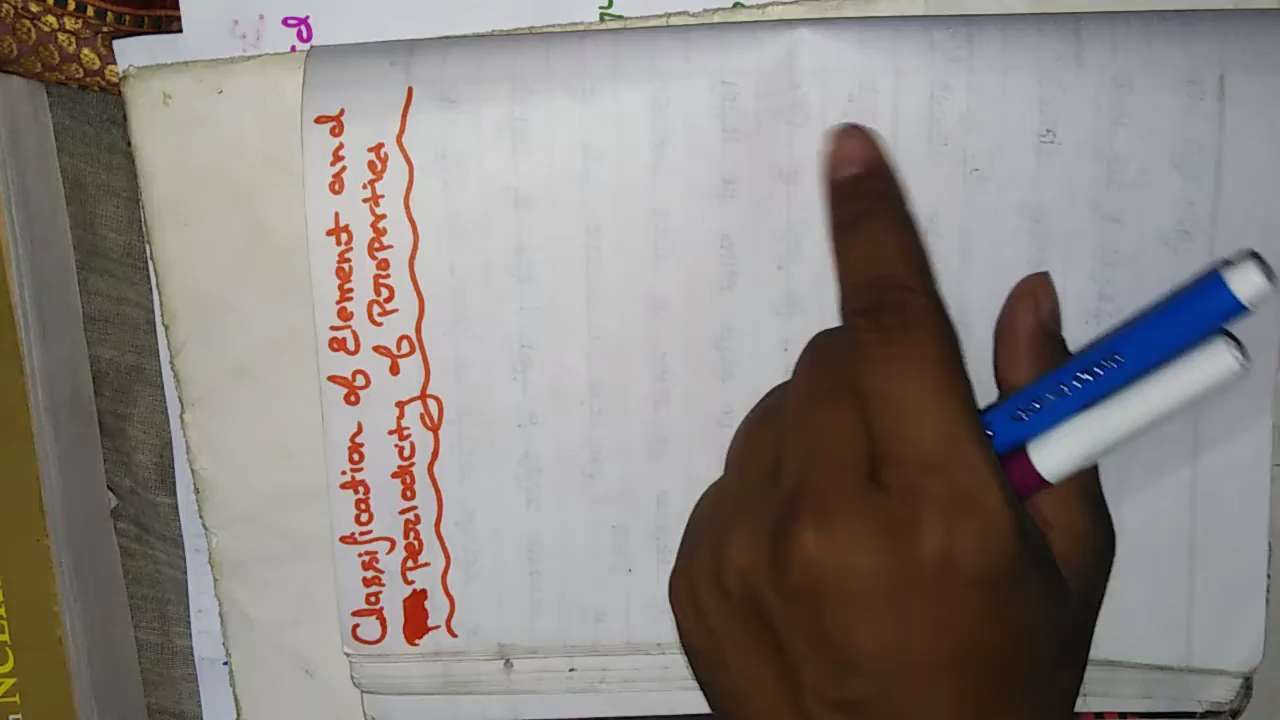 Classification of Element and
Periodicity of Properties